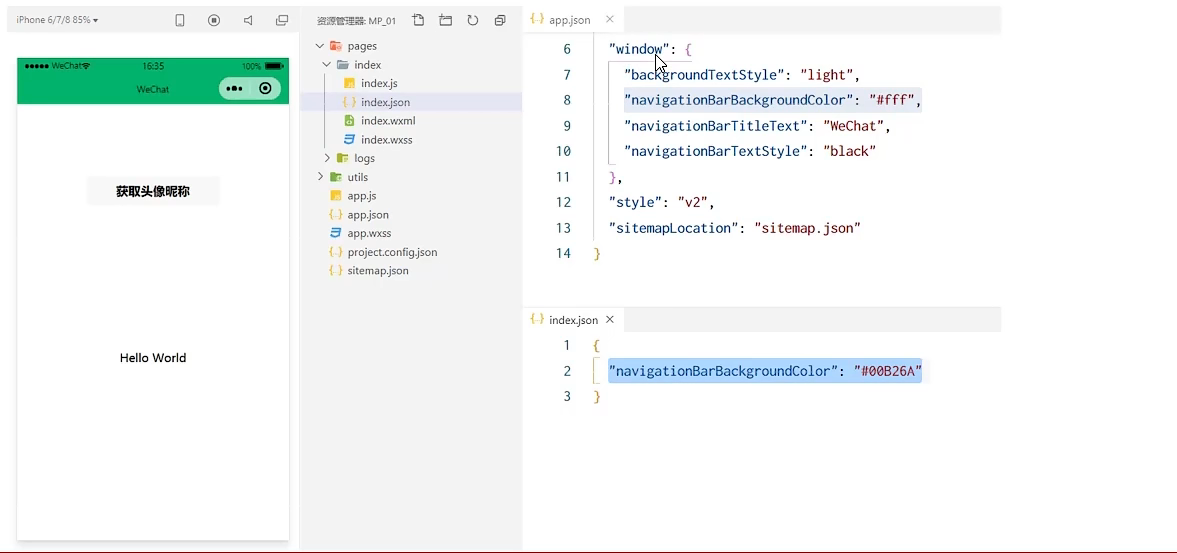 iPhone 6/7/8 85%
WeChat
16:35
100%
WeChat
获取头像昵称
Hello World
资源管理器: MP_01
pages
index
index.js
index.json
index.wxml
index.wxss
logs
utils
app.js
app.json
app.wxss
project.config.json
sitemap.json
app.json
6 "window": {
7 "backgroundTextStyle": "light",
8 "navigationBarBackgroundColor": "#fff",
9 "navigationBarTitleText": "WeChat",
10 "navigationBarTextStyle": "black"
11 },
12 "style": "v2",
13 "sitemapLocation": "sitemap.json"
14 }
index.json
1 {
2 "navigationBarBackgroundColor": "#00B26A"
3 }